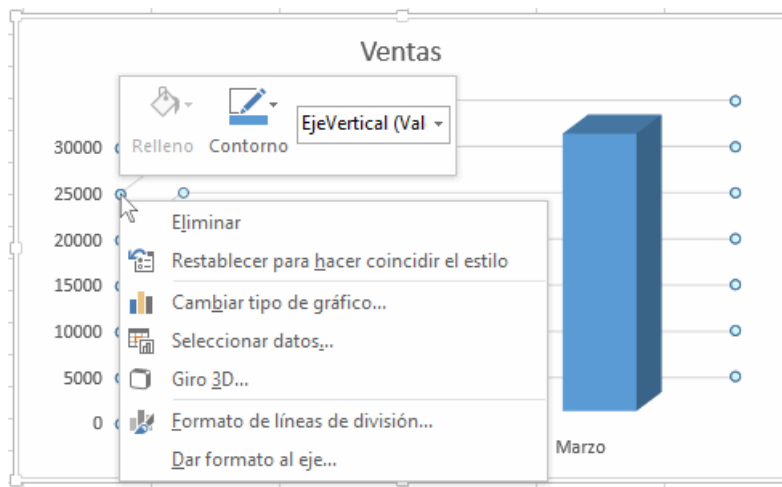 Ventas
Relleno
Contorno
EjeVertical (Val
30000
25000
20000
15000
10000
5000
0
Eliminar
Restablecer para hacer coincidir el estilo
Cambiar tipo de gráfico...
Seleccionar datos...
Giro 3D...
Formato de líneas de división...
Dar formato al eje...
Marzo